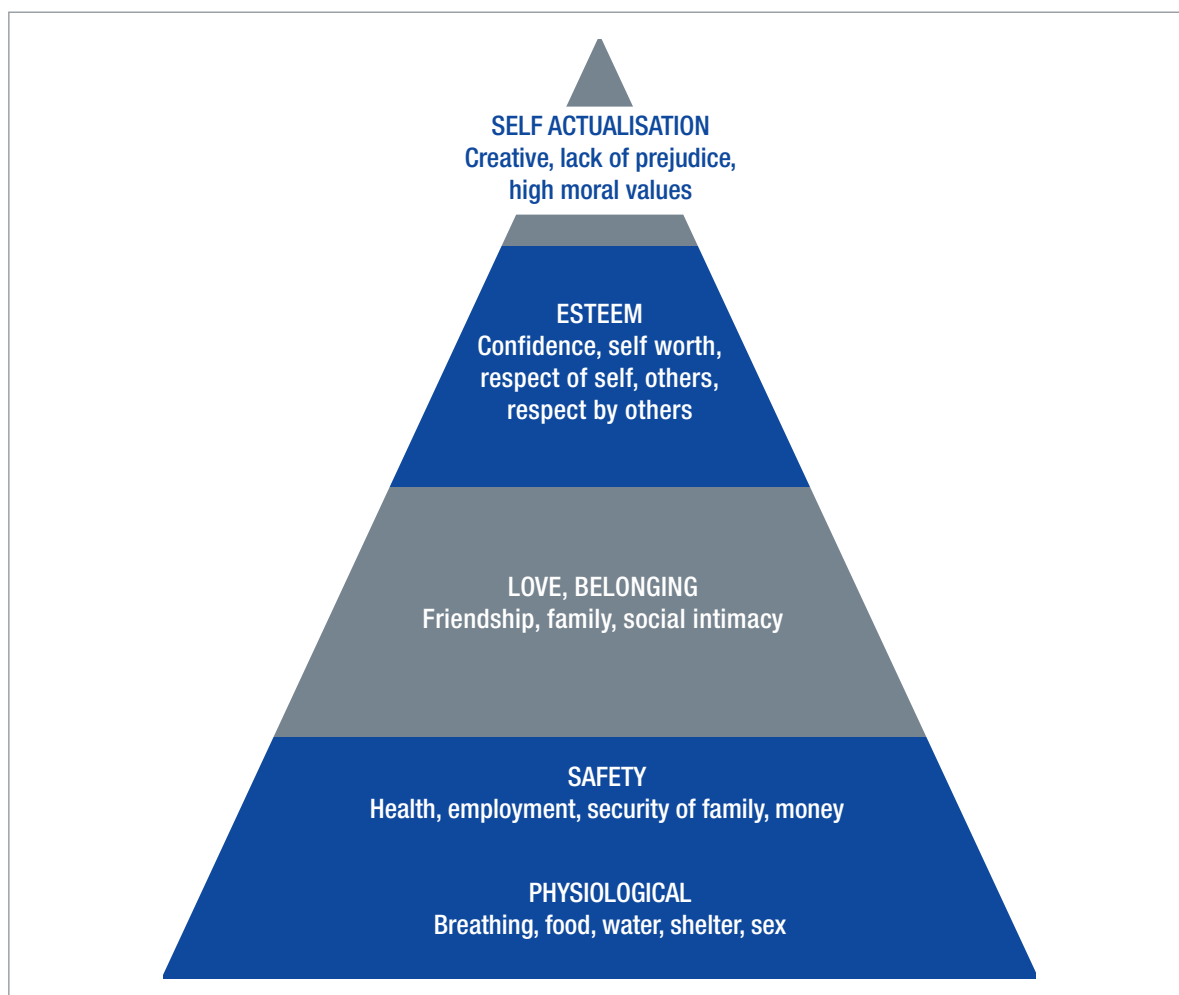 SELF ACTUALISATION
Creative, lack of prejudice,
high moral values
ESTEEM
Confidence, self worth,
respect of self, others,
respect by others
LOVE, BELONGING
Friendship, family, social intimacy
SAFETY
Health, employment, security of family, money
PHYSIOLOGICAL
Breathing, food, water, shelter, sex